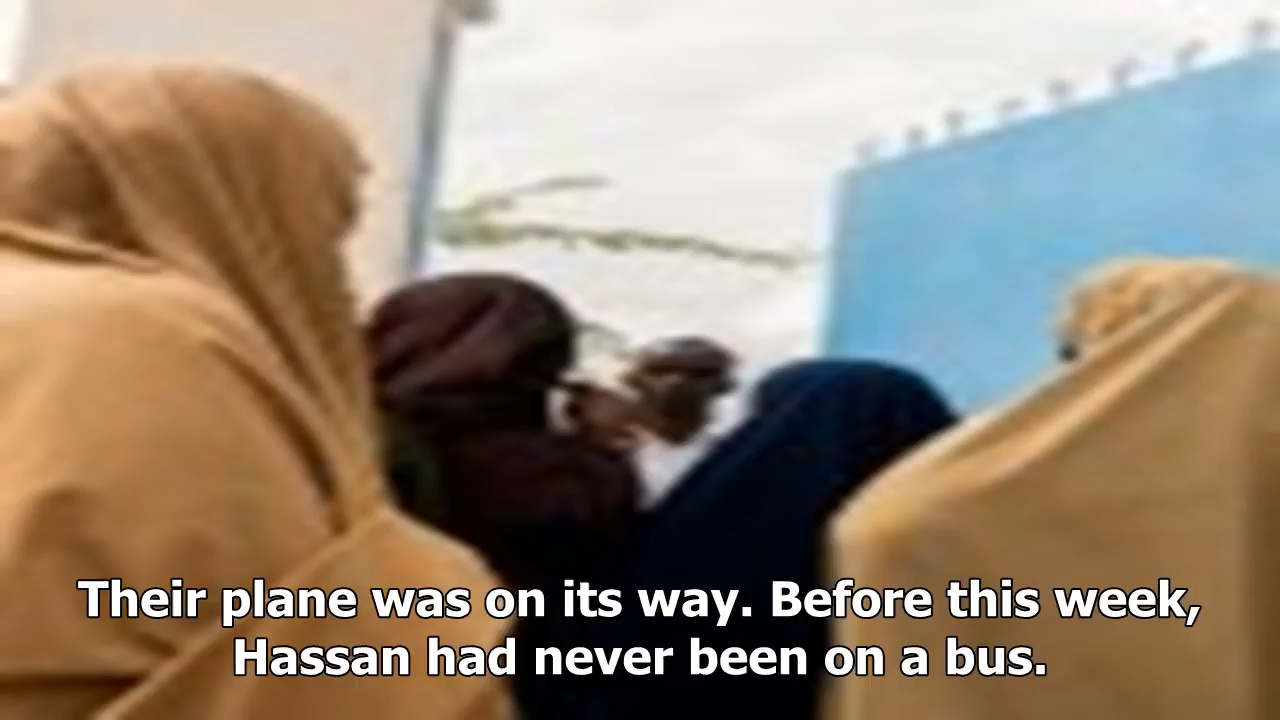 Their plane was on its way. Before this week,
Hassan had never been on a bus.